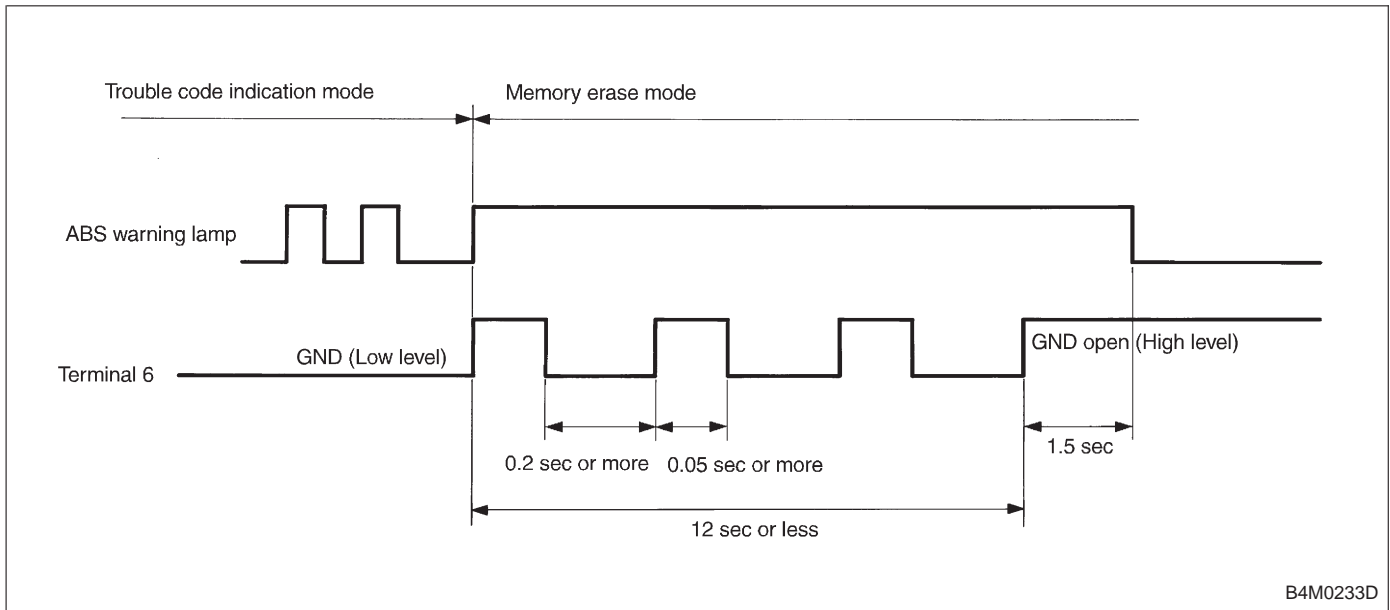 Trouble code indication mode
Memory erase mode
ABS warning lamp
GND (Low level)
GND open (High level)
Terminal 6
0.2 sec or more
0.05 sec or more
1.5 sec
12 sec or less
B4M0233D